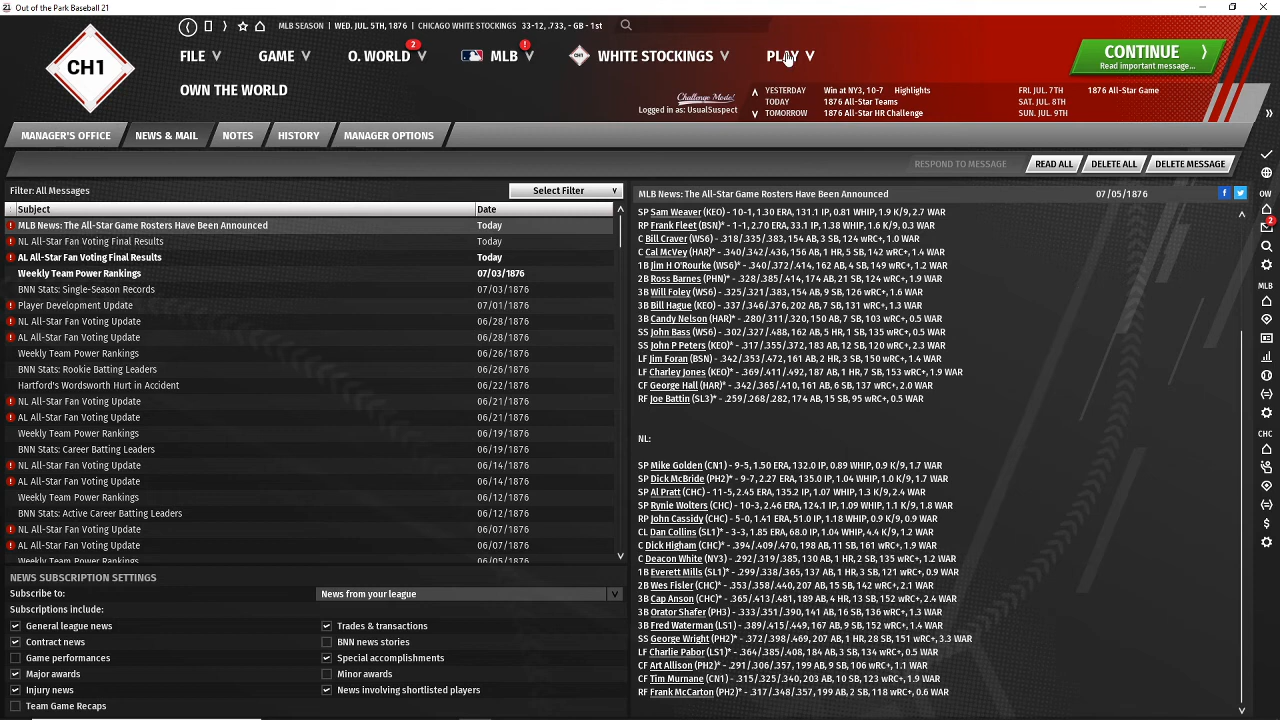 Out of the Park Baseball 21
MLB SEASON | WED. JUL. 5TH, 1876 | CHICAGO WHITE STOCKINGS 33-12, .733, - GB - 1st
CH1
FILE GAME O. WORLD 2 MLB ! CH1 WHITE STOCKINGS PLAY
CONTINUE
Read important message...
OWN THE WORLD
Challenge Mode!
Logged in as: UsualSuspect
YESTERDAY Win at NY3, 10-7 Highlights
TODAY 1876 All-Star Teams
TOMORROW 1876 All-Star HR Challenge
FRI. JUL. 7TH 1876 All-Star Game
SAT. JUL. 8TH
SUN. JUL. 9TH
MANAGER'S OFFICE NEWS & MAIL NOTES HISTORY MANAGER OPTIONS
RESPOND TO MESSAGE READ ALL DELETE ALL DELETE MESSAGE
Filter: All Messages Select Filter
Subject Date
MLB News: The All-Star Game Rosters Have Been Announced Today
NL All-Star Fan Voting Final Results Today
AL All-Star Fan Voting Final Results Today
Weekly Team Power Rankings 07/03/1876
BNN Stats: Single-Season Records 07/03/1876
Player Development Update 07/01/1876
NL All-Star Fan Voting Update 06/28/1876
AL All-Star Fan Voting Update 06/28/1876
Weekly Team Power Rankings 06/26/1876
BNN Stats: Rookie Batting Leaders 06/26/1876
Hartford's Wordsworth Hurt in Accident 06/22/1876
NL All-Star Fan Voting Update 06/21/1876
AL All-Star Fan Voting Update 06/21/1876
Weekly Team Power Rankings 06/19/1876
BNN Stats: Career Batting Leaders 06/19/1876
NL All-Star Fan Voting Update 06/14/1876
AL All-Star Fan Voting Update 06/14/1876
Weekly Team Power Rankings 06/12/1876
BNN Stats: Active Career Batting Leaders 06/12/1876
NL All-Star Fan Voting Update 06/07/1876
AL All-Star Fan Voting Update 06/07/1876
Weekly Team Power Rankings 06/05/1876
NEWS SUBSCRIPTION SETTINGS
Subscribe to: News from your league
Subscriptions include:
General league news Trades & transactions
Contract news BNN news stories
Game performances Special accomplishments
Major awards Minor awards
Injury news News involving shortlisted players
Team Game Recaps
MLB News: The All-Star Game Rosters Have Been Announced 07/05/1876
SP Sam Weaver (KEO) - 10-1, 1.30 ERA, 131.1 IP, 0.81 WHIP, 1.9 K/9, 2.7 WAR
RP Frank Fleet (BSN)* - 1-1, 2.70 ERA, 33.1 IP, 1.38 WHIP, 1.6 K/9, 0.3 WAR
C Bill Craver (WS6) - .318/.335/.383, 154 AB, 3 SB, 124 wRC+, 1.0 WAR
C Cal McVey (HAR)* - .340/.342/.436, 156 AB, 1 HR, 5 SB, 142 wRC+, 1.4 WAR
1B Jim H O'Rourke (WS6)* - .340/.372/.414, 162 AB, 4 SB, 149 wRC+, 1.2 WAR
2B Ross Barnes (PHN)* - .328/.385/.414, 174 AB, 21 SB, 124 wRC+, 1.9 WAR
3B Will Foley (WS6) - .325/.321/.383, 154 AB, 126 wRC+, 1.6 WAR
3B Bill Hague (KEO) - .337/.346/.376, 202 AB, 7 SB, 131 wRC+, 1.3 WAR
3B Candy Nelson (HAR)* - .280/.311/.320, 150 AB, 7 SB, 103 wRC+, 0.5 WAR
SS John Bass (WS6) - .302/.327/.488, 162 AB, 5 HR, 1 SB, 135 wRC+, 0.5 WAR
SS John P Peters (KEO)* - .317/.355/.372, 183 AB, 12 SB, 120 wRC+, 2.3 WAR
LF Jim Foran (BSN) - .342/.353/.472, 161 AB, 2 HR, 3 SB, 150 wRC+, 1.4 WAR
LF Charley Jones (KEO)* - .369/.411/.492, 187 AB, 1 HR, 7 SB, 153 wRC+, 1.9 WAR
CF George Hall (HAR)* - .342/.365/.410, 161 AB, 6 SB, 137 wRC+, 2.0 WAR
RF Joe Battin (SL3)* - .259/.268/.282, 174 AB, 15 SB, 95 wRC+, 0.5 WAR
NL:
SP Mike Golden (CN1) - 9-5, 1.50 ERA, 132.0 IP, 0.89 WHIP, 0.9 K/9, 1.7 WAR
SP Dick McBride (PH2)* - 9-7, 2.27 ERA, 135.0 IP, 1.04 WHIP, 1.0 K/9, 1.7 WAR
SP Al Pratt (CHC) - 11-5, 2.45 ERA, 135.2 IP, 1.07 WHIP, 1.3 K/9, 2.4 WAR
SP Rynie Wolters (CHC) - 10-3, 2.46 ERA, 124.1 IP, 1.09 WHIP, 1.1 K/9, 1.8 WAR
RP John Cassidy (CHC) - 5-0, 1.41 ERA, 51.0 IP, 1.18 WHIP, 0.9 K/9, 0.9 WAR
CL Dan Collins (SL1)* - 3-3, 1.85 ERA, 68.0 IP, 1.04 WHIP, 4.4 K/9, 1.2 WAR
C Dick Higham (CHC)* - .394/.409/.470, 198 AB, 11 SB, 161 wRC+, 1.9 WAR
C Deacon White (NY3) - .292/.319/.385, 130 AB, 1 HR, 2 SB, 135 wRC+, 1.2 WAR
1B Everett Mills (SL1)* - .299/.338/.365, 137 AB, 1 HR, 3 SB, 121 wRC+, 0.9 WAR
2B Wes Fisler (CHC)* - .353/.358/.440, 207 AB, 15 SB, 142 wRC+, 2.1 WAR
3B Cap Anson (CHC)* - .365/.413/.481, 189 AB, 4 HR, 13 SB, 152 wRC+, 2.4 WAR
3B Orator Shafer (PH3) - .333/.351/.390, 141 AB, 16 SB, 136 wRC+, 1.3 WAR
3B Fred Waterman (LS1) - .389/.415/.449, 167 AB, 9 SB, 152 wRC+, 1.4 WAR
SS George Wright (PH2)* - .372/.398/.469, 207 AB, 1 HR, 28 SB, 151 wRC+, 3.3 WAR
LF Charlie Pabor (LS1)* - .364/.385/.408, 184 AB, 3 SB, 134 wRC+, 0.5 WAR
CF Art Allison (PH2)* - .291/.306/.357, 199 AB, 9 SB, 106 wRC+, 1.1 WAR
CF Tim Murnane (CN1) - .315/.325/.340, 203 AB, 10 SB, 123 wRC+, 1.9 WAR
RF Frank McCarton (PH2)* - .317/.348/.357, 199 AB, 2 SB, 118 wRC+, 0.6 WAR
OW
2
MLB
CHC